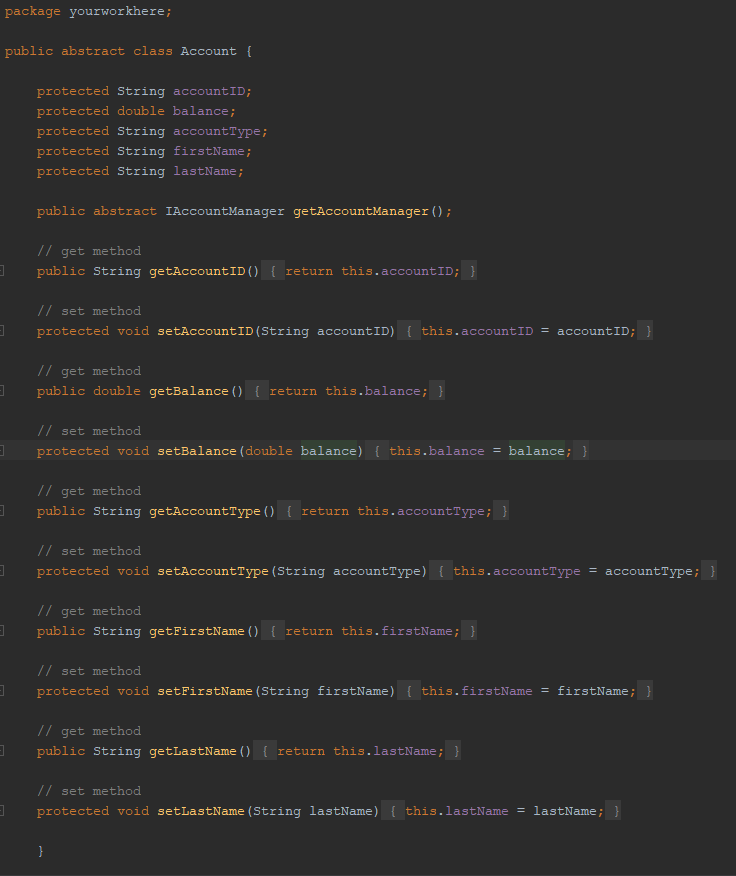 package yourworkhere;
public abstract class Account {
protected String accountID;
protected double balance;
protected String accountType;
protected String firstName;
protected String lastName;
public abstract IAccountManager getAccountManager();
// get method
public String getAccountID() { return this.accountID; }
// set method
protected void setAccountID(String accountID) { this.accountID = accountID; }
// get method
public double getBalance() { return this.balance; }
// set method
protected void setBalance(double balance) { this.balance = balance; }
// get method
public String getAccountType() { return this.accountType; }
// set method
protected void setAccountType(String accountType) { this.accountType = accountType; }
// get method
public String getFirstName() { return this.firstName; }
// set method
protected void setFirstName(String firstName) { this.firstName = firstName; }
// get method
public String getLastName() { return this.lastName; }
// set method
protected void setLastName(String lastName) { this.lastName = lastName; }
}